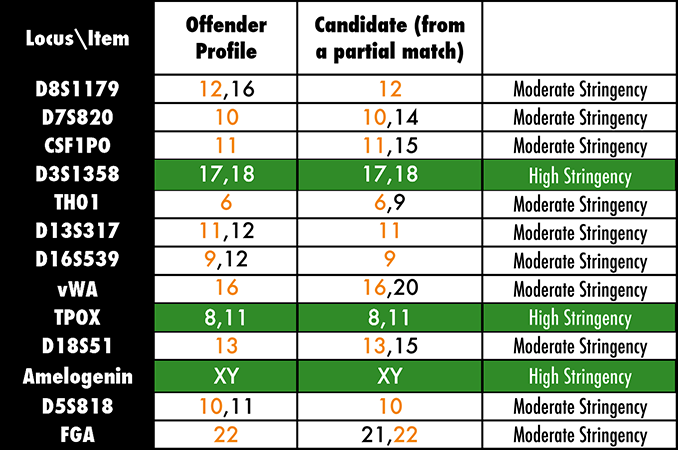 Locus\Item Offender Profile Candidate (from a partial match)
D8S1179 12,16 12 Moderate Stringency
D7S820 10 10,14 Moderate Stringency
CSF1PO 11 11,15 Moderate Stringency
D3S1358 17,18 17,18 High Stringency
TH01 6 6,9 Moderate Stringency
D13S317 11,12 11 Moderate Stringency
D16S539 9,12 9 Moderate Stringency
vWA 16 16,20 Moderate Stringency
TPOX 8,11 8,11 High Stringency
D18S51 13 13,15 Moderate Stringency
Amelogenin XY XY High Stringency
D5S818 10,11 10 Moderate Stringency
FGA 22 21,22 Moderate Stringency